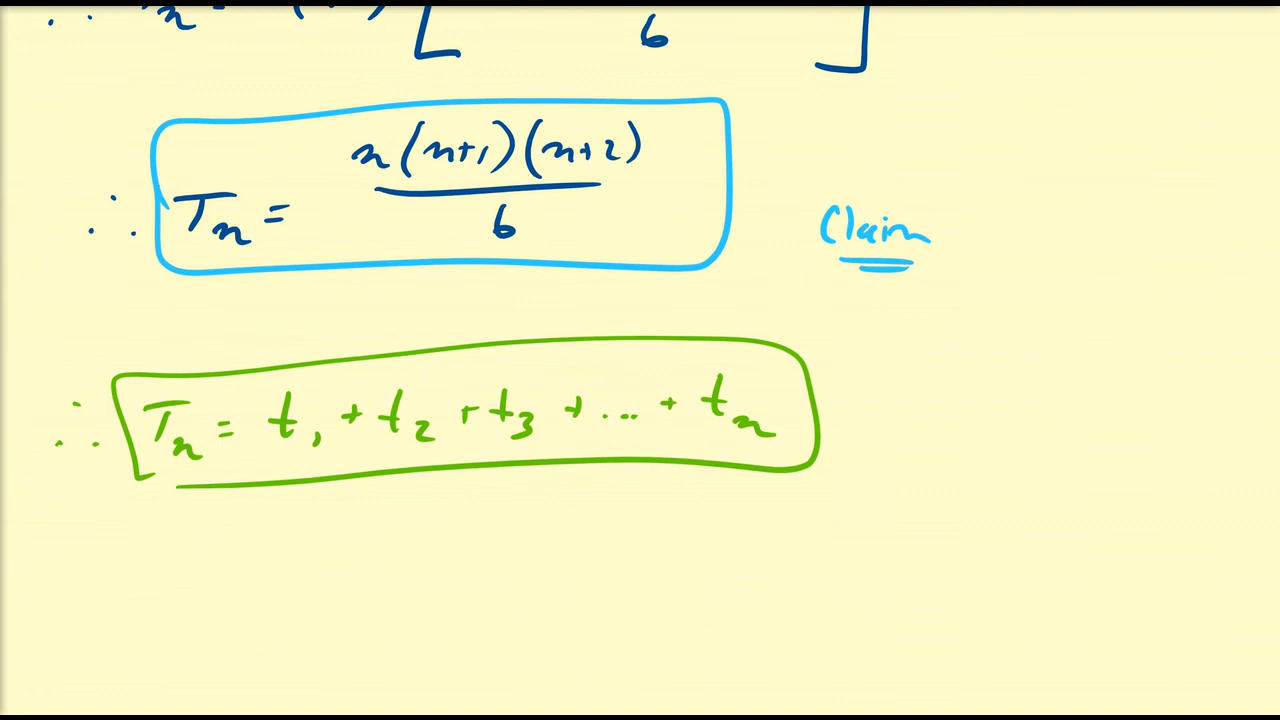 6
∴ Tₙ = n(n+1)(n+2) / 6
Claim
∴ Tₙ = t₁ + t₂ + t₃ + ... + tₙ